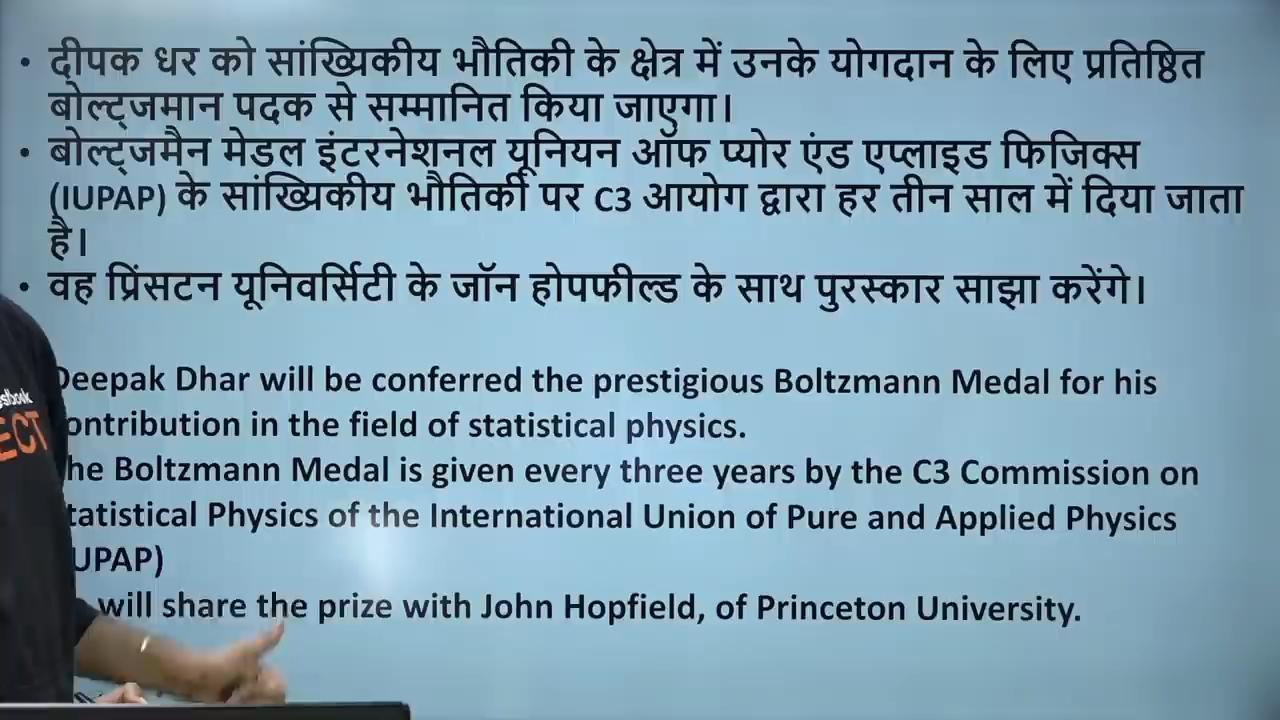 • दीपक धर को सांख्यिकीय भौतिकी के क्षेत्र में उनके योगदान के लिए प्रतिष्ठित
बोल्ट्जमान पदक से सम्मानित किया जाएगा।
• बोल्ट्जमैन मेडल इंटरनेशनल यूनियन ऑफ प्योर एंड एप्लाइड फिजिक्स
(IUPAP) के सांख्यिकीय भौतिकी पर C3 आयोग द्वारा हर तीन साल में दिया जाता
है।
• वह प्रिंसटन यूनिवर्सिटी के जॉन होपफील्ड के साथ पुरस्कार साझा करेंगे।
Deepak Dhar will be conferred the prestigious Boltzmann Medal for his
ontribution in the field of statistical physics.
he Boltzmann Medal is given every three years by the C3 Commission on
tatistical Physics of the International Union of Pure and Applied Physics
UPAP)
will share the prize with John Hopfield, of Princeton University.
ECT